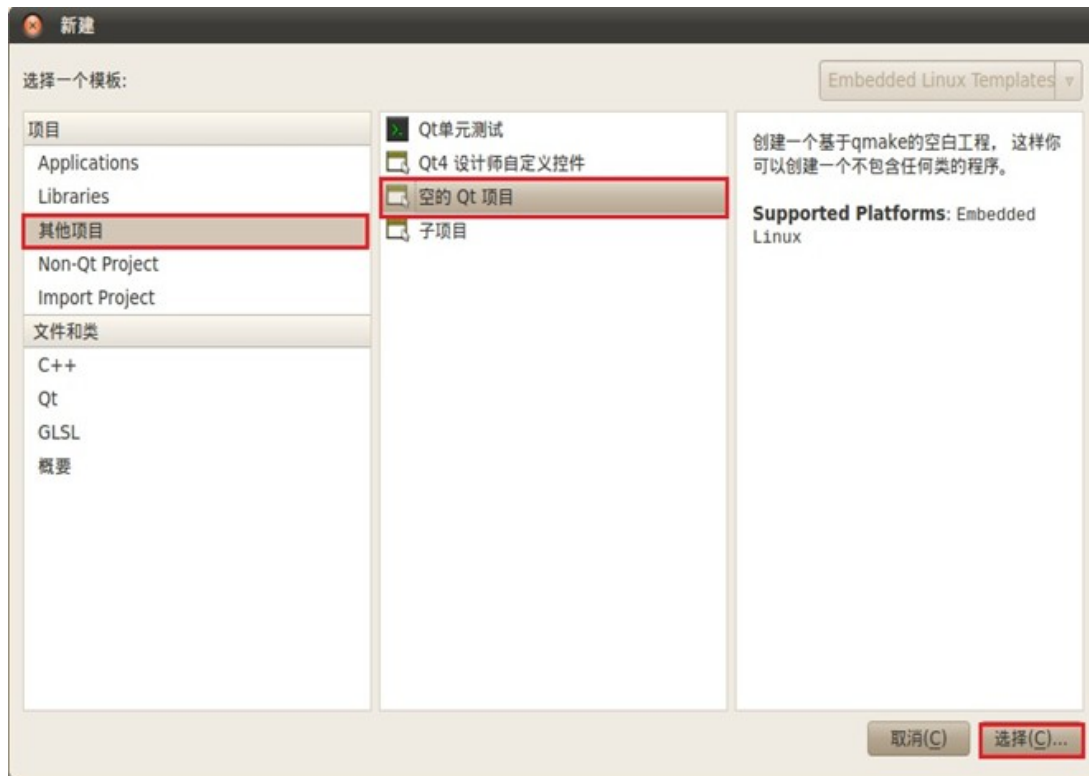 新建
选择一个模板:
Embedded Linux Templates
项目
Applications
Libraries
其他项目
Non-Qt Project
Import Project
文件和类
C++
Qt
GLSL
概要
Qt单元测试
Qt4 设计师自定义控件
空的 Qt 项目
子项目
创建一个基于qmake的空白工程， 这样你
可以创建一个不包含任何类的程序。
Supported Platforms: Embedded
Linux
取消(C)
选择(C)...